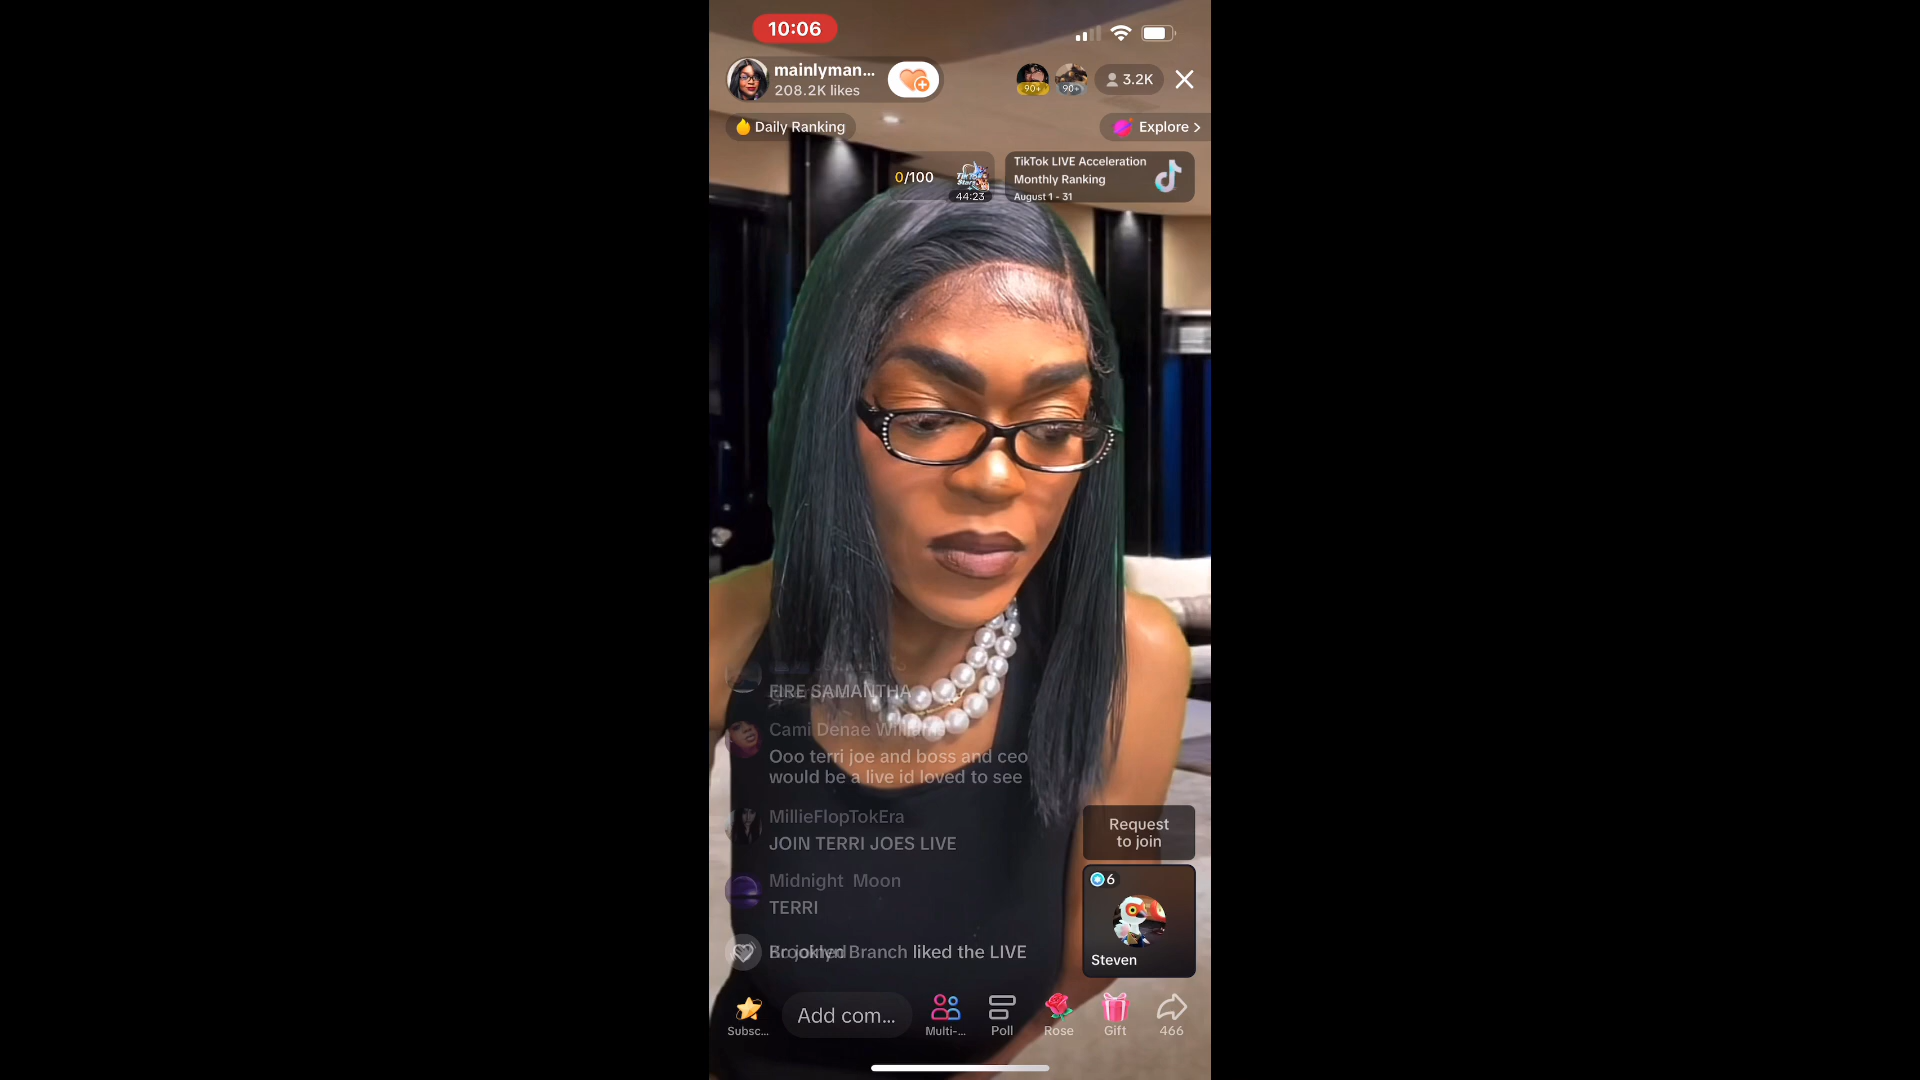 10:06
mainlyman...
208.2K likes
90+
90+
3.2K
Daily Ranking
Explore >
0/100
44:23
TikTok LIVE Acceleration
Monthly Ranking
August 1 - 31
FIRE SAMANTHA
Cami Denae Williams
Ooo terri joe and boss and ceo
would be a live id loved to see
MillieFlopTokEra
JOIN TERRI JOES LIVE
Midnight Moon
TERRI
Branch liked the LIVE
Request
to join
6
Steven
Subsc...
Add com...
Multi-...
Poll
Rose
Gift
466